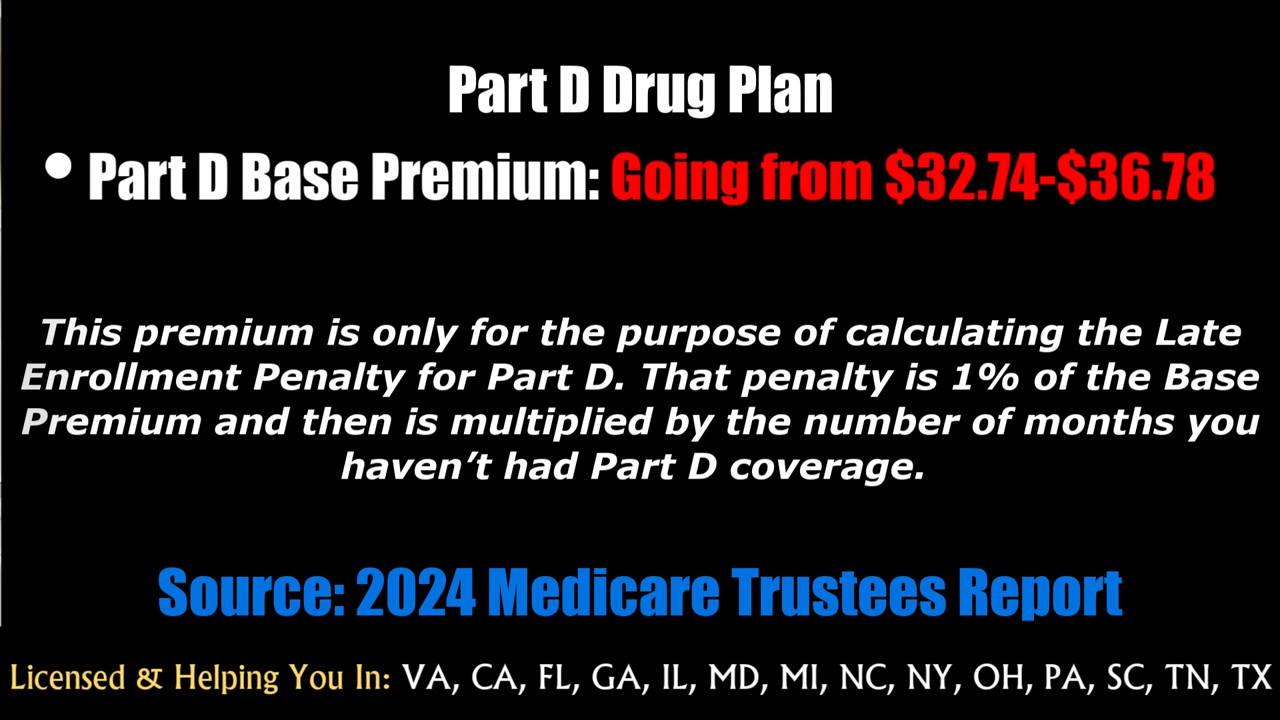 Part D Drug Plan
• Part D Base Premium: Going from $32.74-$36.78
This premium is only for the purpose of calculating the Late
Enrollment Penalty for Part D. That penalty is 1% of the Base
Premium and then is multiplied by the number of months you
haven’t had Part D coverage.
Source: 2024 Medicare Trustees Report
Licensed & Helping You In: VA, CA, FL, GA, IL, MD, MI, NC, NY, OH, PA, SC, TN, TX